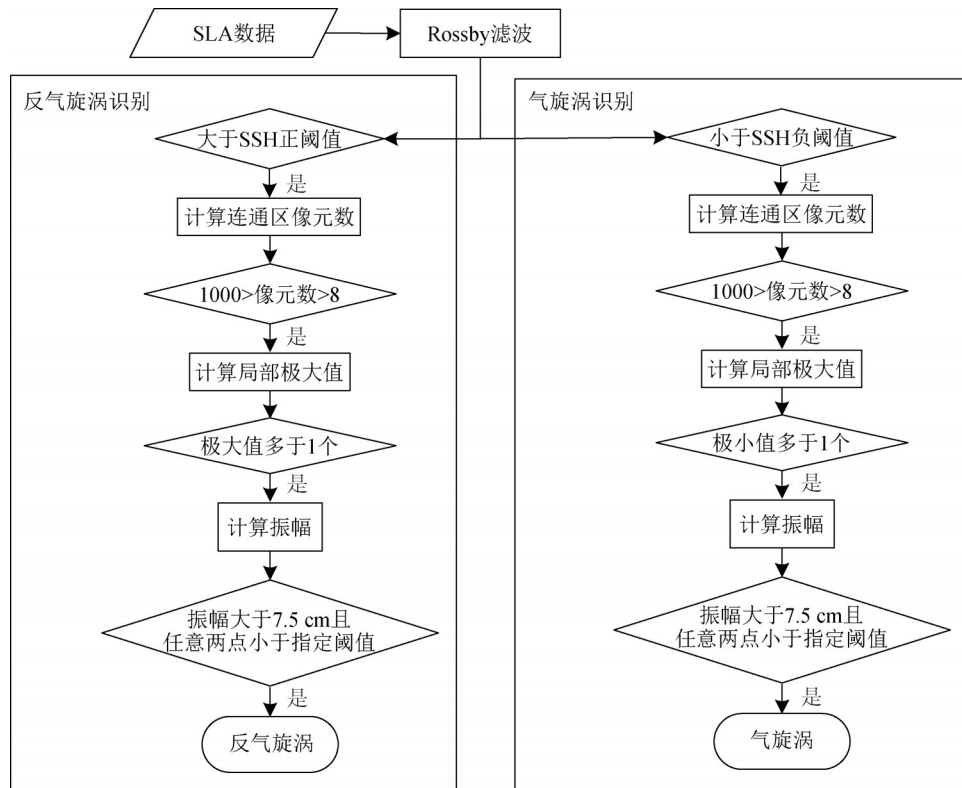 SLA数据
Rossby滤波
反气旋涡识别
大于SSH正阈值
是
计算连通区像元数
1000>像元数>8
是
计算局部极大值
极大值多于1个
是
计算振幅
振幅大于7.5 cm且
任意两点小于指定阈值
是
反气旋涡
气旋涡识别
小于SSH负阈值
是
计算连通区像元数
1000>像元数>8
是
计算局部极大值
极小值多于1个
是
计算振幅
振幅大于7.5 cm且
任意两点小于指定阈值
是
气旋涡